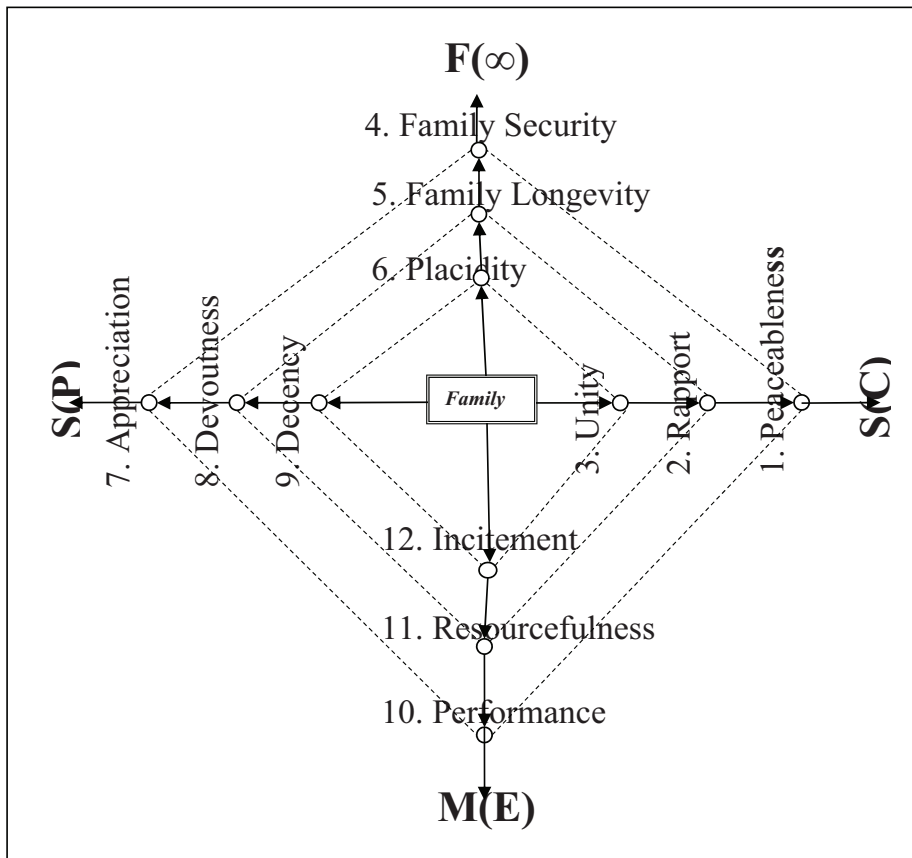 F(∞)
4. Family Security
5. Family Longevity
6. Placidity
S(P)
7. Appreciation
8. Devoutness
9. Decency
Family
3. Unity
2. Rapport
1. Peaceableness
S(C)
12. Incitement
11. Resourcefulness
10. Performance
M(E)